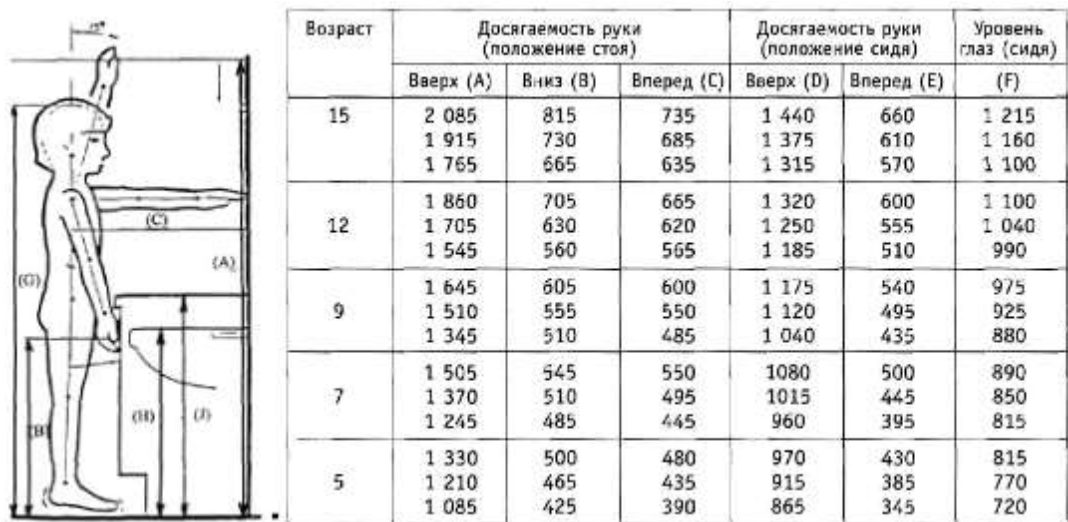 15°
(C)
(A)
(G)
(B)
(H)
(J)
Возраст Досягаемость руки (положение стоя) Досягаемость руки (положение сидя) Уровень глаз (сидя)
Вверх (A) Вниз (B) Вперед (C) Вверх (D) Вперед (E) (F)
15 2 085 815 735 1 440 660 1 215
1 915 730 685 1 375 610 1 160
1 765 665 635 1 315 570 1 100
1 860 705 665 1 320 600 1 100
12 1 705 630 620 1 250 555 1 040
1 545 560 565 1 185 510 990
1 645 605 600 1 175 540 975
9 1 510 555 550 1 120 495 925
1 345 510 485 1 040 435 880
1 505 545 550 1080 500 890
7 1 370 510 495 1015 445 850
1 245 485 445 960 395 815
1 330 500 480 970 430 815
5 1 210 465 435 915 385 770
1 085 425 390 865 345 720